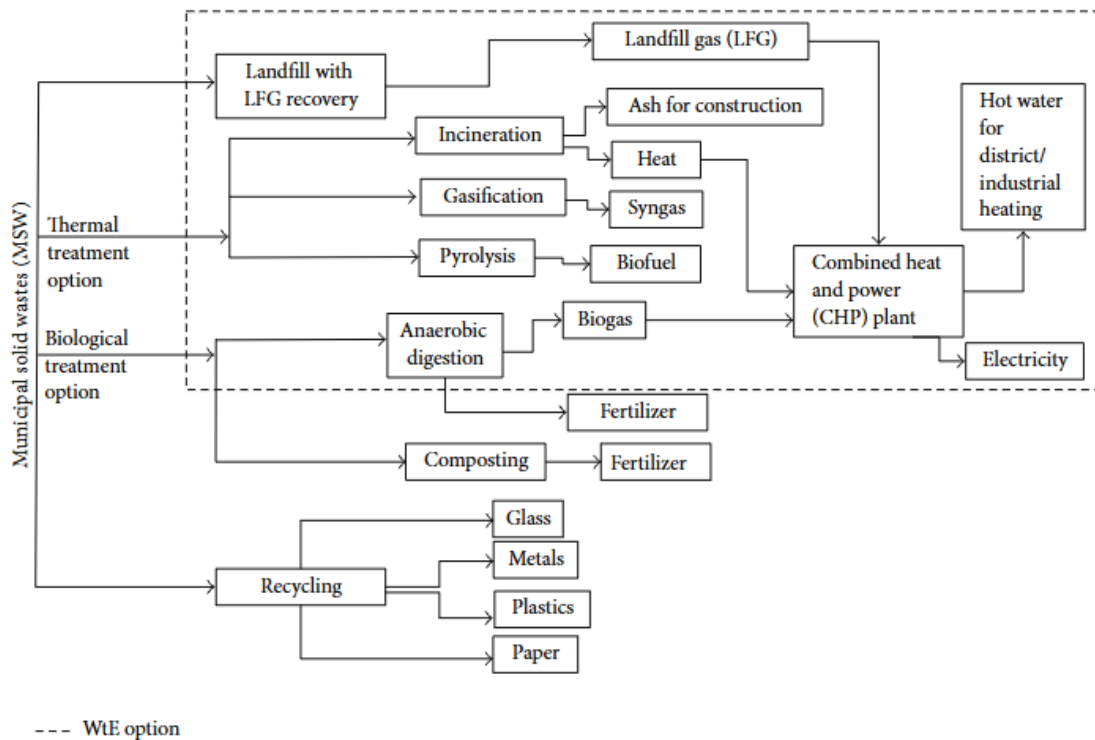 Municipal solid wastes (MSW)
Landfill with
LFG recovery
Landfill gas (LFG)
Thermal
treatment
option
Incineration
Ash for construction
Heat
Gasification
Syngas
Pyrolysis
Biofuel
Hot water
for
district/
industrial
heating
Combined heat
and power
(CHP) plant
Electricity
Biological
treatment
option
Anaerobic
digestion
Biogas
Fertilizer
Composting
Fertilizer
Recycling
Glass
Metals
Plastics
Paper
WtE option